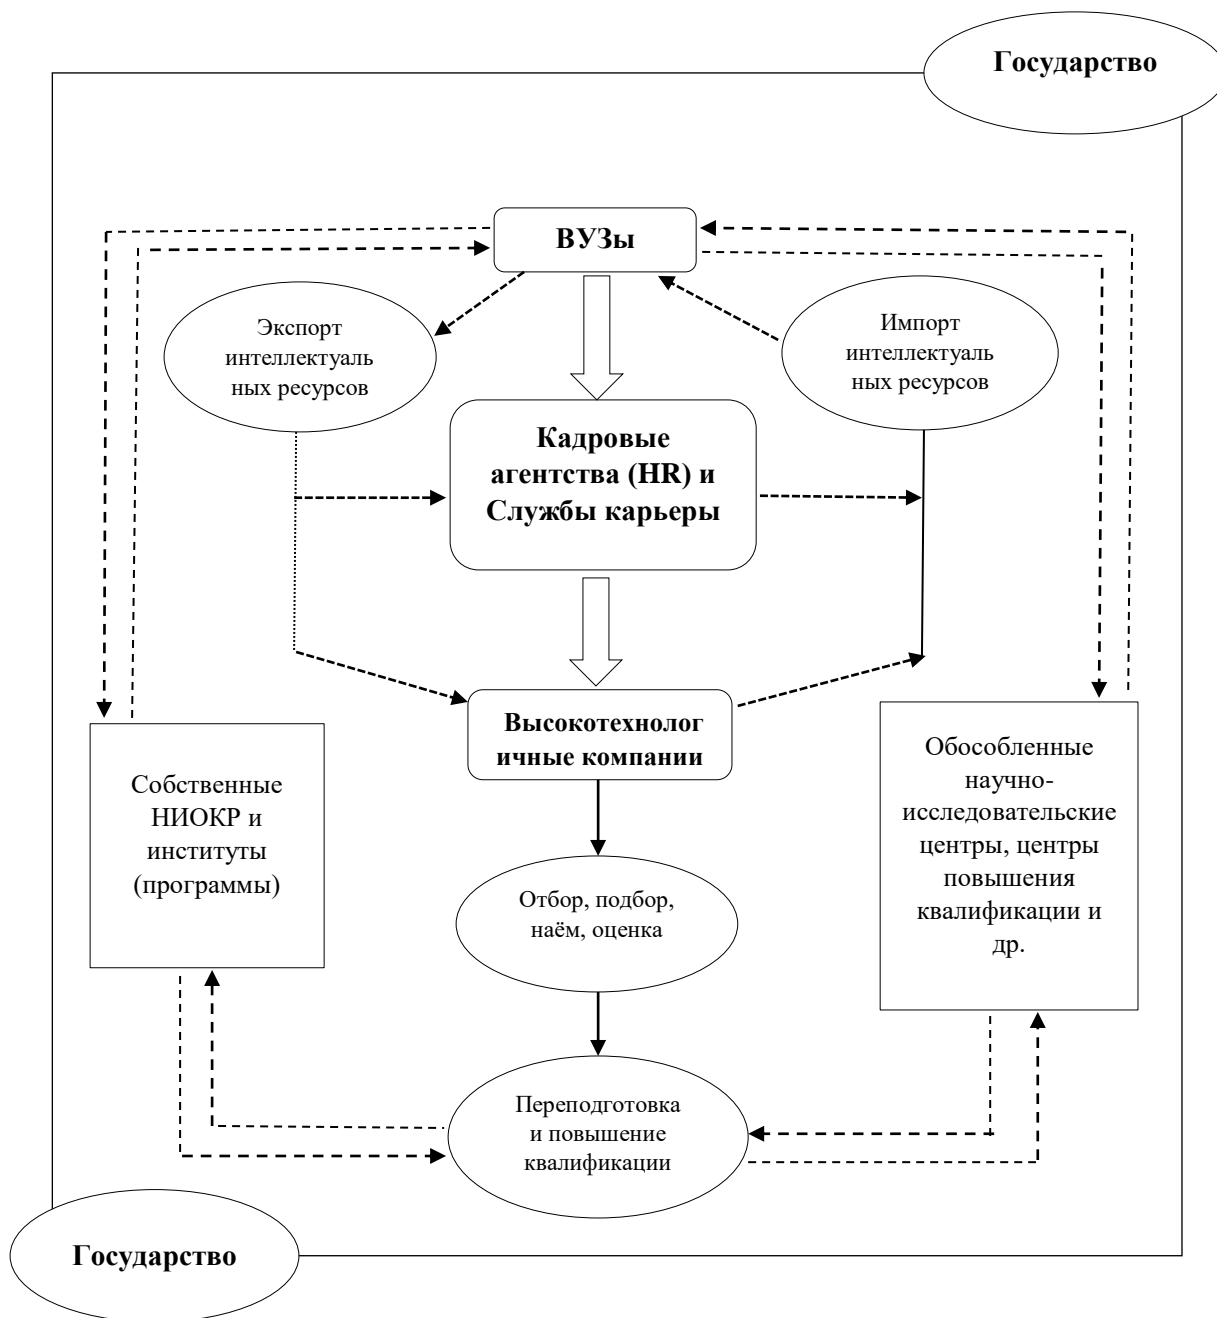 Государство
ВУЗы
Экспорт
интеллектуаль
ных ресурсов
Импорт
интеллектуаль
ных ресурсов
Кадровые
агентства (HR) и
Службы карьеры
Высокотехнолог
ичные компании
Собственные
НИОКР и
институты
(программы)
Обособленные
научно-
исследовательские
центры, центры
повышения
квалификации и
др.
Отбор, подбор,
наём, оценка
Переподготовка
и повышение
квалификации
Государство